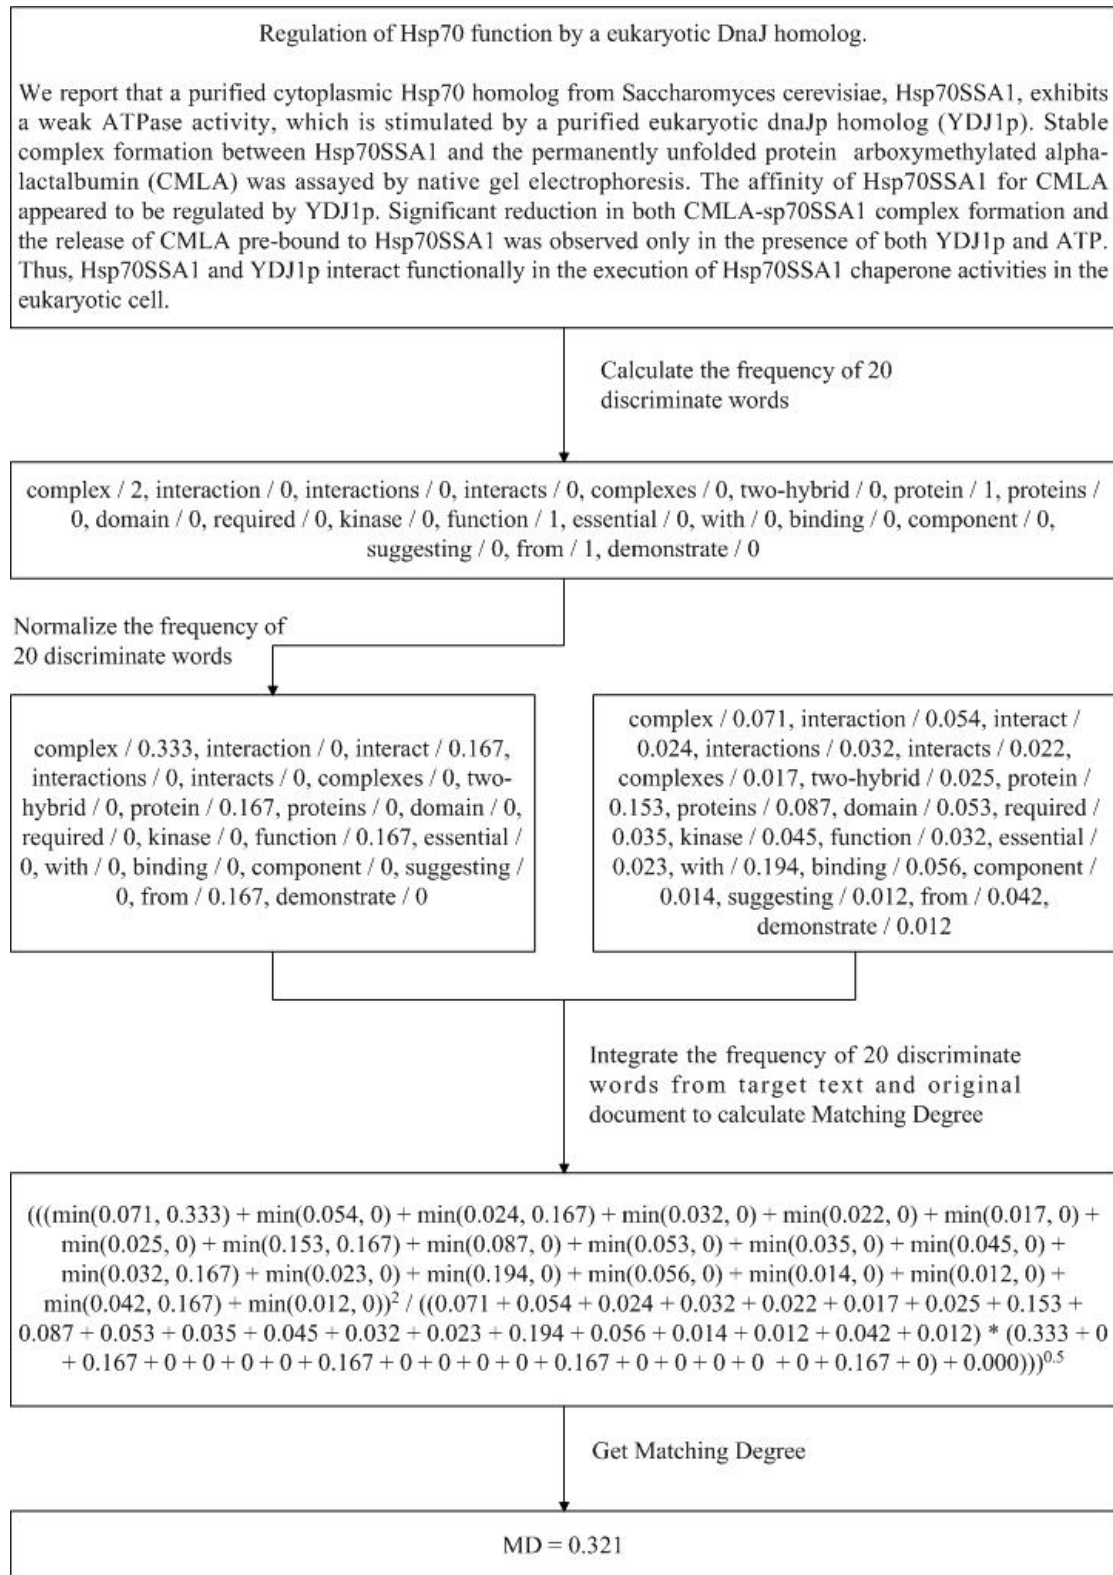 Regulation of Hsp70 function by a eukaryotic DnaJ homolog.
We report that a purified cytoplasmic Hsp70 homolog from Saccharomyces cerevisiae, Hsp70SSA1, exhibits
a weak ATPase activity, which is stimulated by a purified eukaryotic dnaJp homolog (YDJ1p). Stable
complex formation between Hsp70SSA1 and the permanently unfolded protein arboxymethylated alpha-
lactalbumin (CMLA) was assayed by native gel electrophoresis. The affinity of Hsp70SSA1 for CMLA
appeared to be regulated by YDJ1p. Significant reduction in both CMLA-sp70SSA1 complex formation and
the release of CMLA pre-bound to Hsp70SSA1 was observed only in the presence of both YDJ1p and ATP.
Thus, Hsp70SSA1 and YDJ1p interact functionally in the execution of Hsp70SSA1 chaperone activities in the
eukaryotic cell.
Calculate the frequency of 20
discriminate words
complex / 2, interaction / 0, interactions / 0, interacts / 0, complexes / 0, two-hybrid / 0, protein / 1, proteins /
0, domain / 0, required / 0, kinase / 0, function / 1, essential / 0, with / 0, binding / 0, component / 0,
suggesting / 0, from / 1, demonstrate / 0
Normalize the frequency of
20 discriminate words
complex / 0.333, interaction / 0, interact / 0.167,
interactions / 0, interacts / 0, complexes / 0, two-
hybrid / 0, protein / 0.167, proteins / 0, domain / 0,
required / 0, kinase / 0, function / 0.167, essential /
0, with / 0, binding / 0, component / 0, suggesting /
0, from / 0.167, demonstrate / 0
complex / 0.071, interaction / 0.054, interact /
0.024, interactions / 0.032, interacts / 0.022,
complexes / 0.017, two-hybrid / 0.025, protein /
0.153, proteins / 0.087, domain / 0.053, required /
0.035, kinase / 0.045, function / 0.032, essential /
0.023, with / 0.194, binding / 0.056, component /
0.014, suggesting / 0.012, from / 0.042,
demonstrate / 0.012
Integrate the frequency of 20 discriminate
words from target text and original
document to calculate Matching Degree
(((min(0.071, 0.333) + min(0.054, 0) + min(0.024, 0.167) + min(0.032, 0) + min(0.022, 0) + min(0.017, 0) +
min(0.025, 0) + min(0.153, 0.167) + min(0.087, 0) + min(0.053, 0) + min(0.035, 0) + min(0.045, 0) +
min(0.032, 0.167) + min(0.023, 0) + min(0.194, 0) + min(0.056, 0) + min(0.014, 0) + min(0.012, 0) +
min(0.042, 0.167) + min(0.012, 0))² / ((0.071 + 0.054 + 0.024 + 0.032 + 0.022 + 0.017 + 0.025 + 0.153 +
0.087 + 0.053 + 0.035 + 0.045 + 0.032 + 0.023 + 0.194 + 0.056 + 0.014 + 0.012 + 0.042 + 0.012) * (0.333 + 0
+ 0.167 + 0 + 0 + 0 + 0 + 0.167 + 0 + 0 + 0 + 0 + 0.167 + 0 + 0 + 0 + 0 + 0 + 0.167 + 0) + 0.000)))⁰·⁵
Get Matching Degree
MD = 0.321